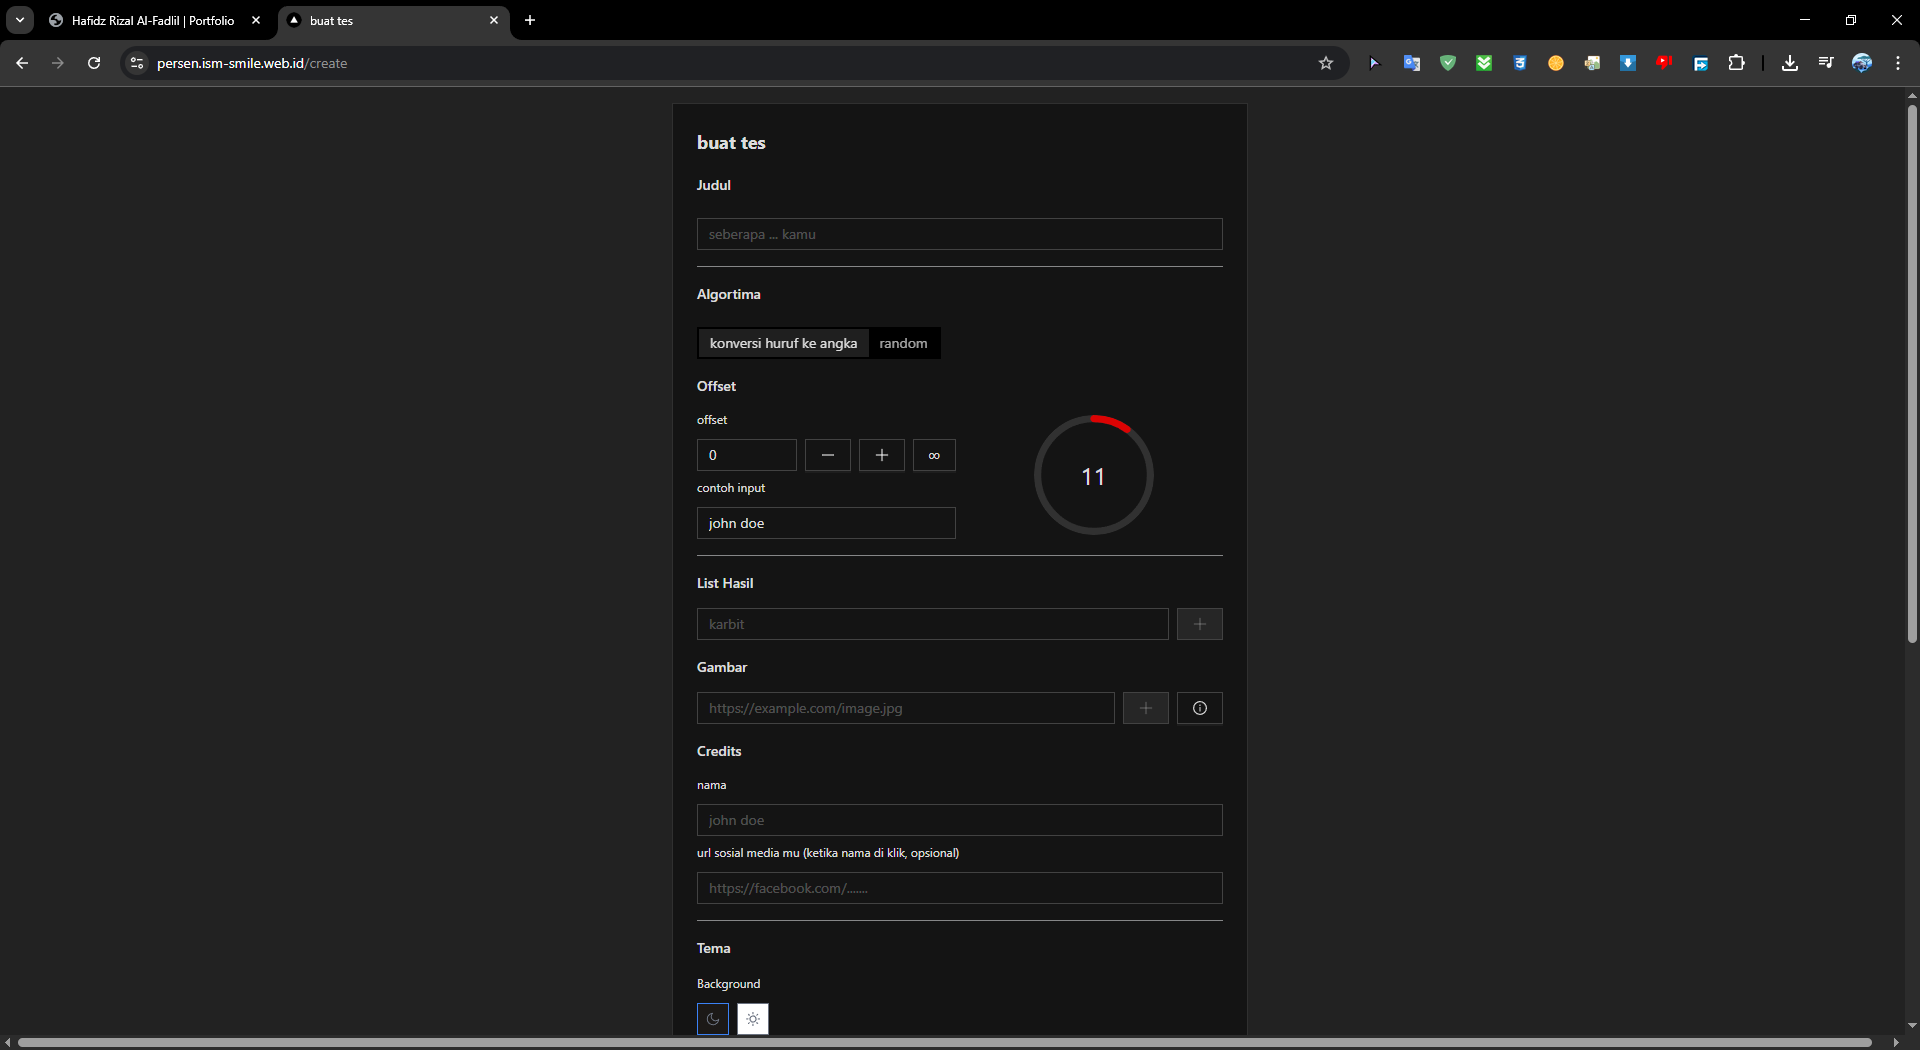 Hafidz Rizal Al-Fadlil | Portfolio
buat tes
persen.ism-smile.web.id/create
buat tes
Judul
seberapa ... kamu
Algortima
konversi huruf ke angka
random
Offset
offset
0
∞
contoh input
john doe
11
List Hasil
karbit
Gambar
https://example.com/image.jpg
Credits
nama
john doe
url sosial media mu (ketika nama di klik, opsional)
https://facebook.com/.......
Tema
Background